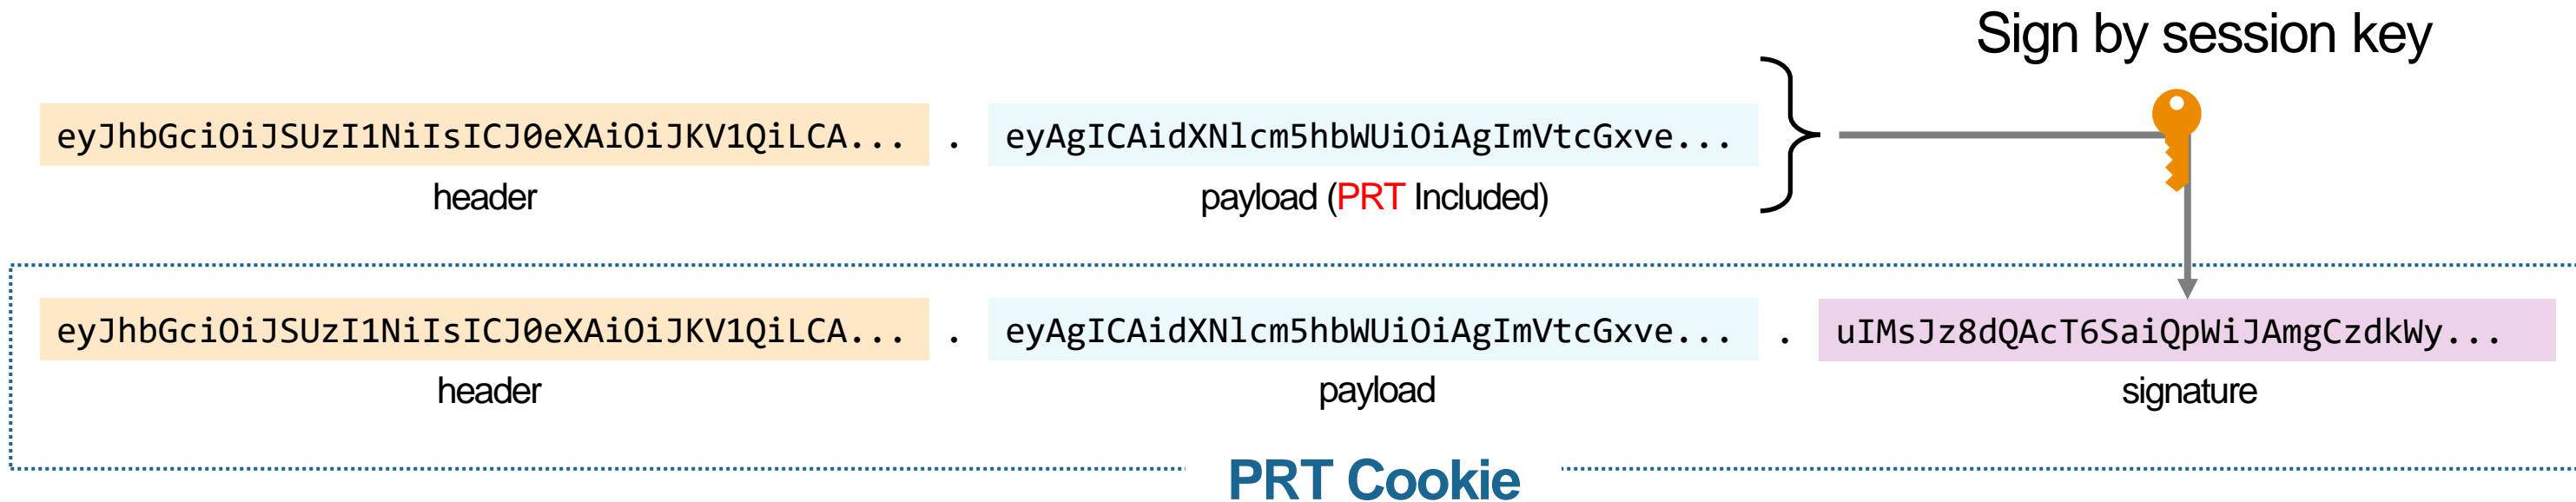 Sign by session key
eyJhbGciOiJSUzI1NiIsICJ0eXAiOiJKV1QiLCA... . eyAgICAidXNlcm5hbWUiOiAgImVtcGxve...
header payload (PRT Included)
eyJhbGciOiJSUzI1NiIsICJ0eXAiOiJKV1QiLCA... . eyAgICAidXNlcm5hbWUiOiAgImVtcGxve... . uIMsJz8dQAcT6SaiQpWiJAmgCzdkWy...
header payload signature
PRT Cookie